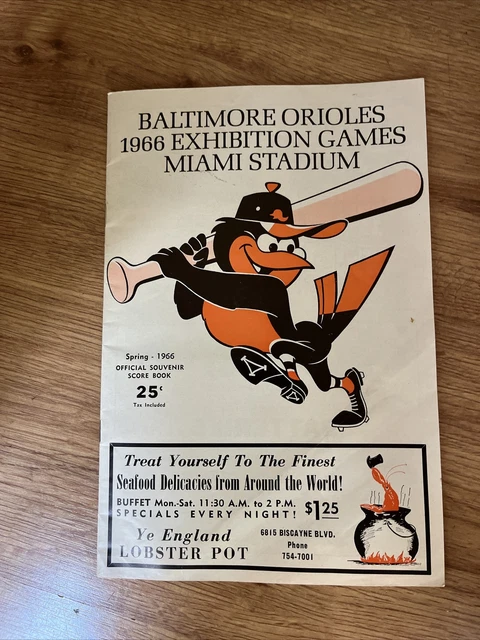 BALTIMORE ORIOLES
1966 EXHIBITION GAMES
MIAMI STADIUM
Spring - 1966
OFFICIAL SOUVENIR
SCORE BOOK
25¢
Tax Included
Treat Yourself To The Finest
Seafood Delicacies from Around the World!
BUFFET Mon.-Sat. 11:30 A.M. to 2 P.M.
SPECIALS EVERY NIGHT! $1.25
Ye England
LOBSTER POT
6815 BISCAYNE BLVD.
Phone
754-7001